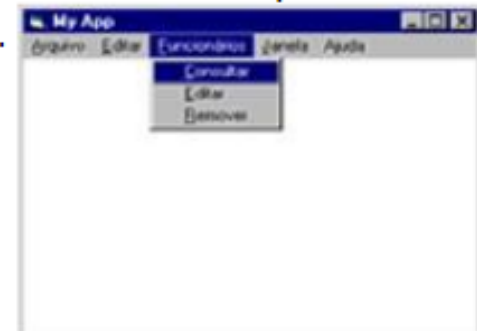 My App
Arquivo Editar Funcionários Janela Ajuda
Consultar
Editar
Remover